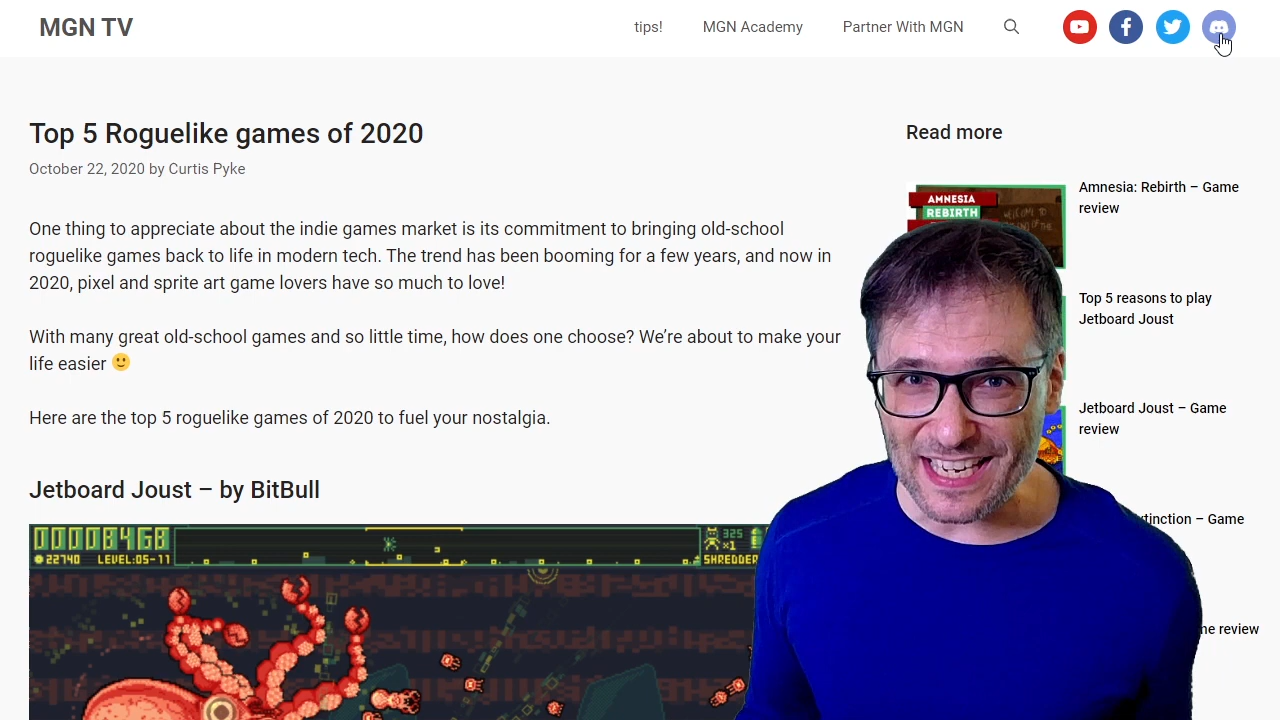 MGN TV
tips!
MGN Academy
Partner With MGN
Top 5 Roguelike games of 2020
October 22, 2020 by Curtis Pyke
One thing to appreciate about the indie games market is its commitment to bringing old-school
roguelike games back to life in modern tech. The trend has been booming for a few years, and now in
2020, pixel and sprite art game lovers have so much to love!
With many great old-school games and so little time, how does one choose? We’re about to make your
life easier 🙂
Here are the top 5 roguelike games of 2020 to fuel your nostalgia.
Jetboard Joust – by BitBull
00008468
22740
LEVEL:05-11
325
×1
SHREDDER
Read more
AMNESIA
REBIRTH
WELCOME TO
Amnesia: Rebirth – Game
review
Top 5 reasons to play
Jetboard Joust
Jetboard Joust – Game
review
– Game
review